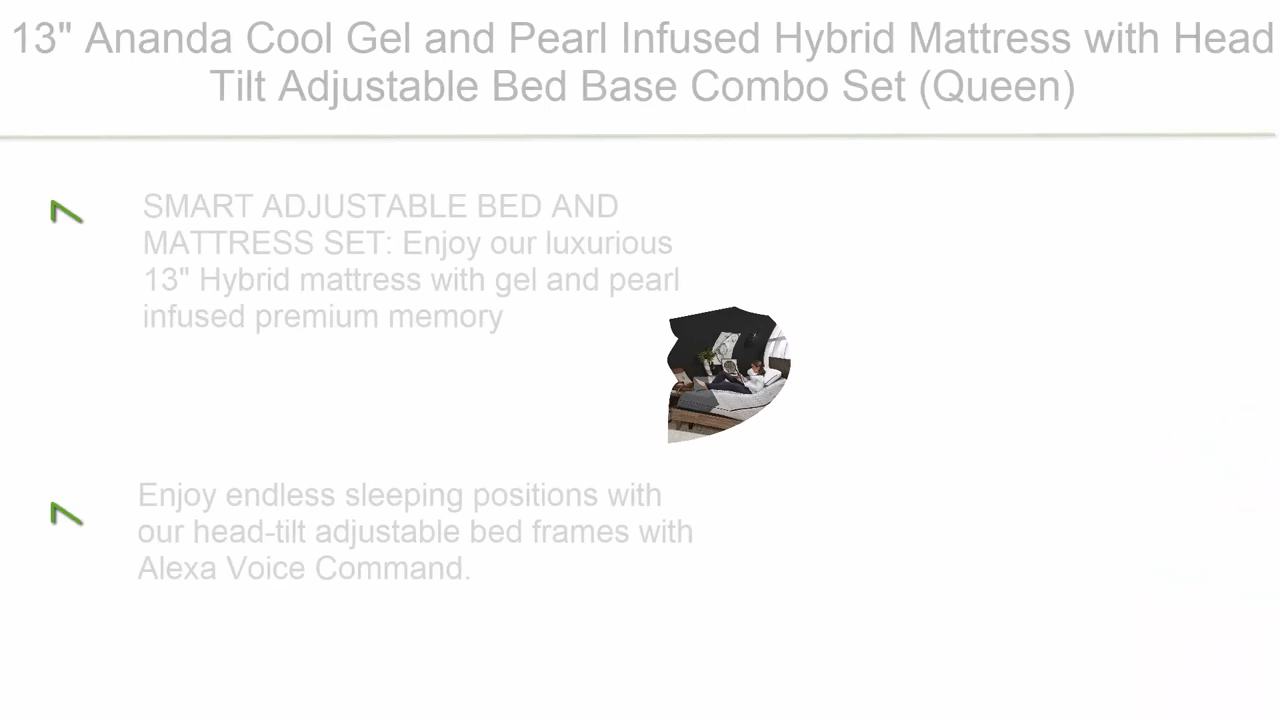 13" Ananda Cool Gel and Pearl Infused Hybrid Mattress with Head
Tilt Adjustable Bed Base Combo Set (Queen)
SMART ADJUSTABLE BED AND
MATTRESS SET: Enjoy our luxurious
13" Hybrid mattress with gel and pearl
infused premium memory
Enjoy endless sleeping positions with
our head-tilt adjustable bed frames with
Alexa Voice Command.